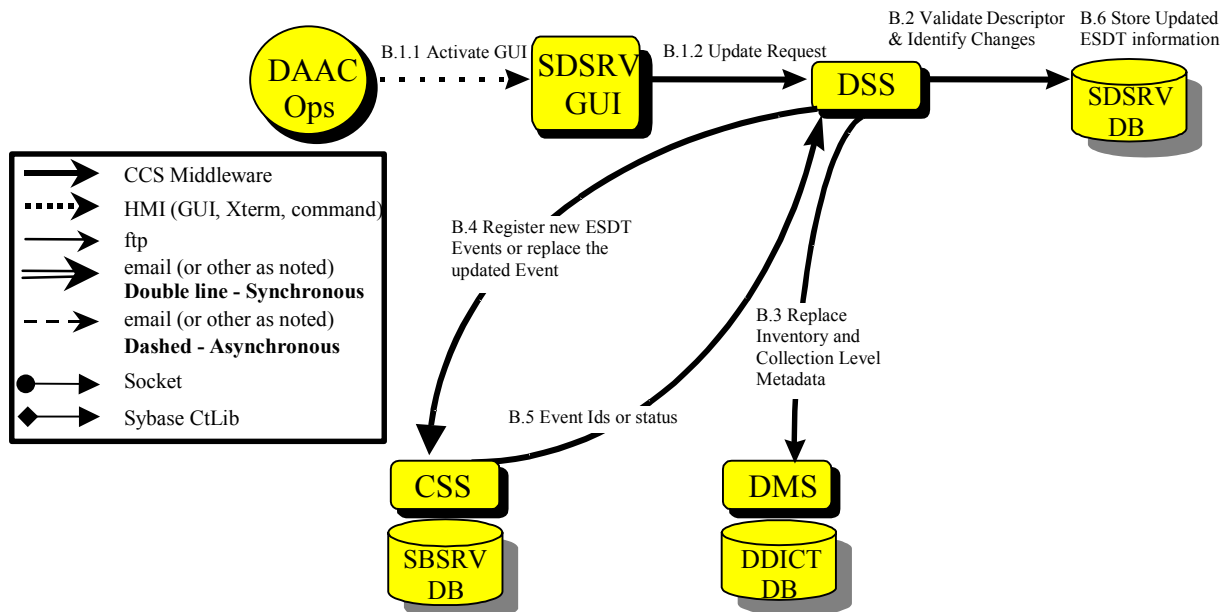 B.1.1 Activate GUI
B.1.2 Update Request
B.2 Validate Descriptor
& Identify Changes
B.6 Store Updated
ESDT information
DAAC
Ops
SDSRV
GUI
DSS
SDSRV
DB
CCS Middleware
HMI (GUI, Xterm, command)
ftp
email (or other as noted)
Double line - Synchronous
email (or other as noted)
Dashed - Asynchronous
Socket
Sybase CtLib
B.4 Register new ESDT
Events or replace the
updated Event
B.3 Replace
Inventory and
Collection Level
Metadata
B.5 Event Ids or status
CSS
SBSRV
DB
DMS
DDICT
DB